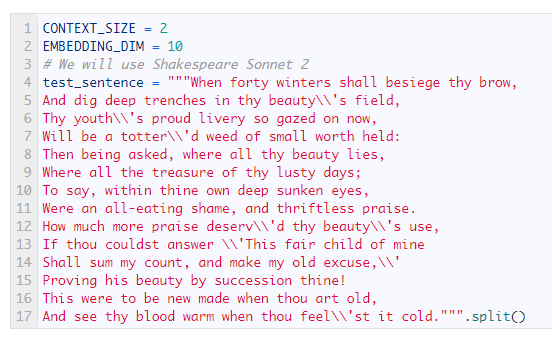 1 CONTEXT_SIZE = 2
2 EMBEDDING_DIM = 10
3 # We will use Shakespeare Sonnet 2
4 test_sentence = """When forty winters shall besiege thy brow,
5 And dig deep trenches in thy beauty\\'s field,
6 Thy youth\\'s proud livery so gazed on now,
7 Will be a totter\\'d weed of small worth held:
8 Then being asked, where all thy beauty lies,
9 Where all the treasure of thy lusty days;
10 To say, within thine own deep sunken eyes,
11 Were an all-eating shame, and thriftless praise.
12 How much more praise deserv\\'d thy beauty\\'s use,
13 If thou couldst answer \\'This fair child of mine
14 Shall sum my count, and make my old excuse,\\'
15 Proving his beauty by succession thine!
16 This were to be new made when thou art old,
17 And see thy blood warm when thou feel\\'st it cold.""".split()